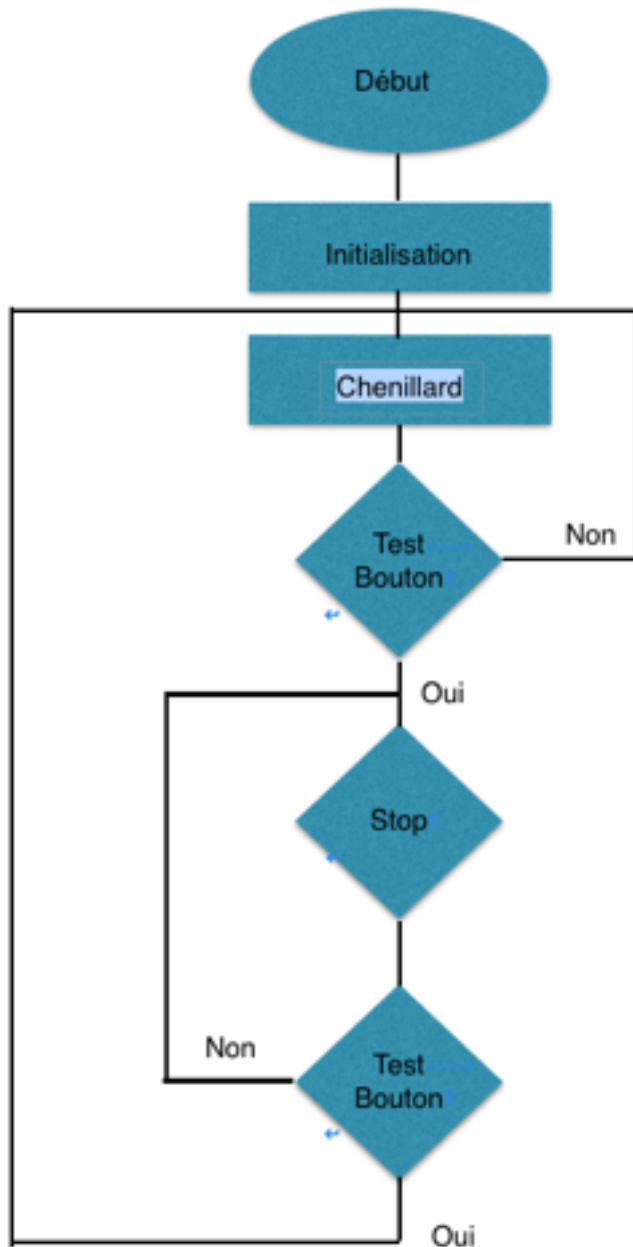 Début
Initialisation
Chenillard
Test
Bouton
Non
Oui
Stop
Non
Test
Bouton
Oui